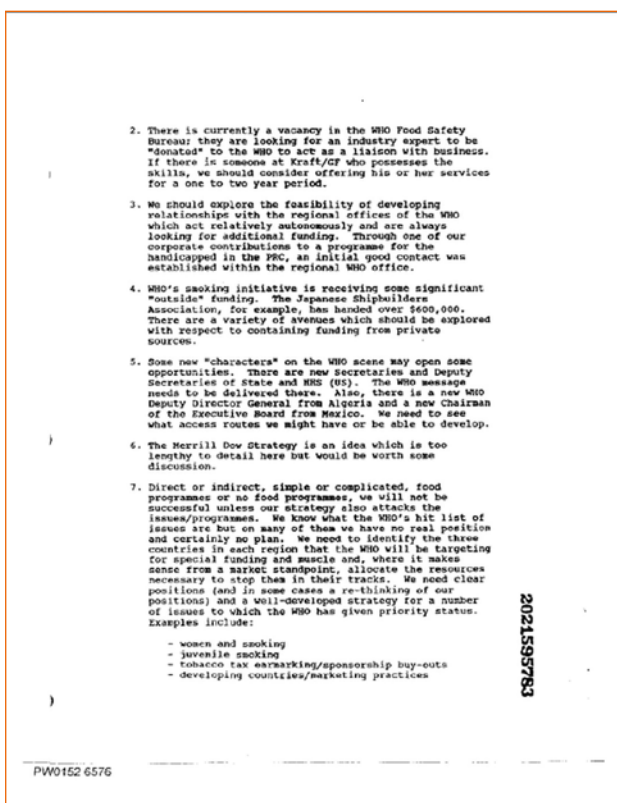 2. There is currently a vacancy in the WHO Food Safety
Bureau; they are looking for an industry expert to be
"donated" to the WHO to act as a liaison with business.
If there is someone at Kraft/GF who possesses the
skills, we should consider offering his or her services
for a one to two year period.
3. We should explore the feasibility of developing
relationships with the regional offices of the WHO
which act relatively autonomously and are always
looking for additional funding. Through one of our
corporate contributions to a programme for the
handicapped in the PRC, an initial good contact was
established within the regional WHO office.
4. WHO's smoking initiative is receiving some significant
"outside" funding. The Japanese Shipbuilders
Association, for example, has handed over $600,000.
There are a variety of avenues which should be explored
with respect to containing funding from private
sources.
5. Some new "characters" on the WHO scene may open some
opportunities. There are new Secretaries and Deputy
Secretaries of State and HHS (US). The WHO message
needs to be delivered there. Also, there is a new WHO
Deputy Director General from Algeria and a new Chairman
of the Executive Board from Mexico. We need to see
what access routes we might have or be able to develop.
6. The Merrill Dow Strategy is an idea which is too
lengthy to detail here but would be worth some
discussion.
7. Direct or indirect, simple or complicated, food
programmes or no food programmes, we will not be
successful unless our strategy also attacks the
issues/programmes. We know what the WHO's hit list of
issues are but on many of them we have no real position
and certainly no plan. We need to identify the three
countries in each region that the WHO will be targeting
for special funding and muscle and, where it makes
sense from a market standpoint, allocate the resources
necessary to stop them in their tracks. We need clear
positions (and in some cases a re-thinking of our
positions) and a well-developed strategy for a number
of issues to which the WHO has given priority status.
Examples include:
- women and smoking
- juvenile smoking
- tobacco tax earmarking/sponsorship buy-outs
- developing countries/marketing practices
2021595783
PW0152 6576